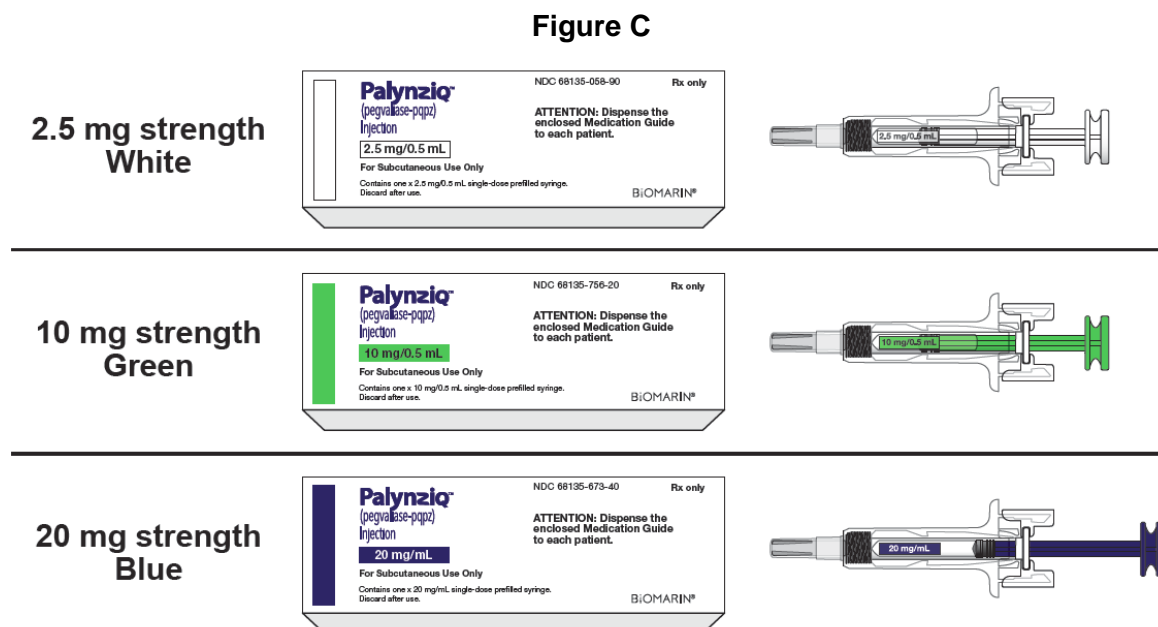 Figure C
2.5 mg strength
White
Palynziq™
(pegvaliase-pqpz)
Injection
2.5 mg/0.5 mL
For Subcutaneous Use Only
Contains one x 2.5 mg/0.5 mL single-dose prefilled syringe.
Discard after use.
NDC 68135-058-90
Rx only
ATTENTION: Dispense the
enclosed Medication Guide
to each patient.
BIOMARIN®
2.5 mg/0.5 mL
10 mg strength
Green
Palynziq™
(pegvaliase-pqpz)
Injection
10 mg/0.5 mL
For Subcutaneous Use Only
Contains one x 10 mg/0.5 mL single-dose prefilled syringe.
Discard after use.
NDC 68135-756-20
Rx only
ATTENTION: Dispense the
enclosed Medication Guide
to each patient.
BIOMARIN®
10 mg/0.5 mL
20 mg strength
Blue
Palynziq™
(pegvaliase-pqpz)
Injection
20 mg/mL
For Subcutaneous Use Only
Contains one x 20 mg/mL single-dose prefilled syringe.
Discard after use.
NDC 68135-673-40
Rx only
ATTENTION: Dispense the
enclosed Medication Guide
to each patient.
BIOMARIN®
20 mg/mL